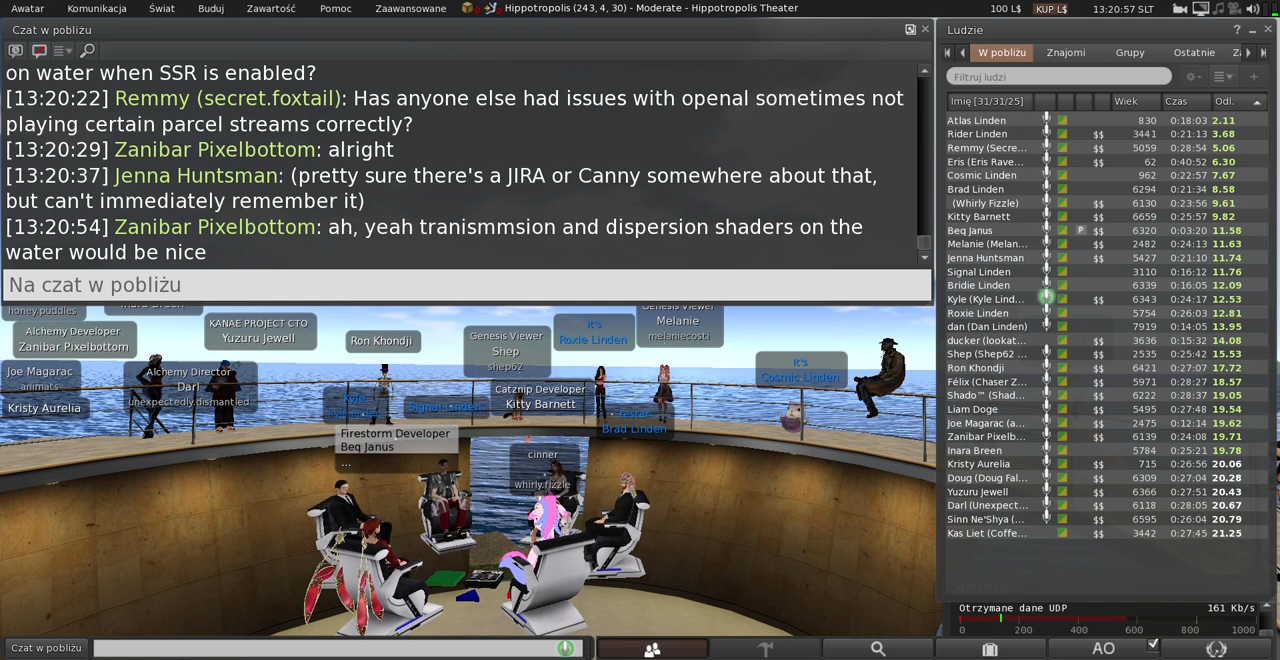 Awatar Komunikacja Świat Buduj Zawartość Pomoc Zaawansowane Hippotropolis (243, 4, 30) - Moderate - Hippotropolis Theater 100 L$ KUP L$ 13:20:57 SLT
Czat w pobliżu
on water when SSR is enabled?
[13:20:22] Remmy (secret.foxtail): Has anyone else had issues with openal sometimes not
playing certain parcel streams correctly?
[13:20:29] Zanibar Pixelbottom: alright
[13:20:37] Jenna Huntsman: (pretty sure there's a JIRA or Canny somewhere about that,
but can't immediately remember it)
[13:20:54] Zanibar Pixelbottom: ah, yeah tranismmsion and dispersion shaders on the
water would be nice
Na czat w pobliżu
honey.puddles
Alchemy Developer
Zanibar Pixelbottom
KANAE PROJECT CTO
Yuzuru Jewell
Ron Khondji
Genesis Viewer
Shep
shep62
It's
Roxie Linden
Genesis Viewer
Melanie
melaniecosti
It's
Cosmic Linden
Joe Magarac
animats
Kristy Aurelia
Alchemy Director
Darl
unexpectedly.dismantled
Kyle
Signal Linden
Catznip Developer
Kitty Barnett
Tester
Brad Linden
Firestorm Developer
Beq Janus
...
cinner
whirly.fizzle
Czat w pobliżu
Ludzie
W pobliżu Znajomi Grupy Ostatnie
Filtruj ludzi
Imię [31/31/25] Wiek Czas Odl.
Atlas Linden 830 0:18:03 2.11
Rider Linden $$ 3441 0:21:13 3.68
Remmy (Secre... $$ 5059 0:28:54 5.06
Eris (Eris Rave... $$ 62 0:40:52 6.30
Cosmic Linden 962 0:22:57 7.67
Brad Linden 6294 0:21:34 8.58
(Whirly Fizzle) $$ 6130 0:23:56 9.61
Kitty Barnett $$ 6659 0:25:57 9.82
Beq Janus P $$ 6320 0:03:20 11.58
Melanie (Melan... $$ 2482 0:24:13 11.63
Jenna Huntsman $$ 5427 0:21:10 11.74
Signal Linden 3110 0:16:12 11.76
Bridie Linden 6339 0:16:05 12.09
Kyle (Kyle Lind... $$ 6343 0:24:17 12.53
Roxie Linden 5754 0:26:03 12.81
dan (Dan Linden) 7919 0:14:05 13.95
ducker (lookat... $$ 3636 0:15:32 14.08
Shep (Shep62 ... $$ 2535 0:25:42 15.53
Ron Khondji $$ 6421 0:27:07 17.72
Félix (Chaser Z... $$ 5971 0:28:27 18.57
Shado™ (Shad... $$ 6222 0:28:37 19.05
Liam Doge $$ 5495 0:27:48 19.54
Joe Magarac (a... $$ 2475 0:12:14 19.62
Zanibar Pixelb... $$ 6139 0:24:08 19.71
Inara Breen 5784 0:25:21 19.78
Kristy Aurelia $$ 715 0:26:56 20.06
Doug (Doug Fal... $$ 6309 0:27:04 20.28
Yuzuru Jewell $$ 6366 0:27:51 20.43
Darl (Unexpect... $$ 6118 0:28:05 20.67
Sinn Ne'Shya (... $$ 6595 0:26:04 20.79
Kas Liet (Coffe... $$ 3442 0:27:45 21.25
Otrzymane dane UDP 161 Kb/s
0 200 400 600 800 1000
AO